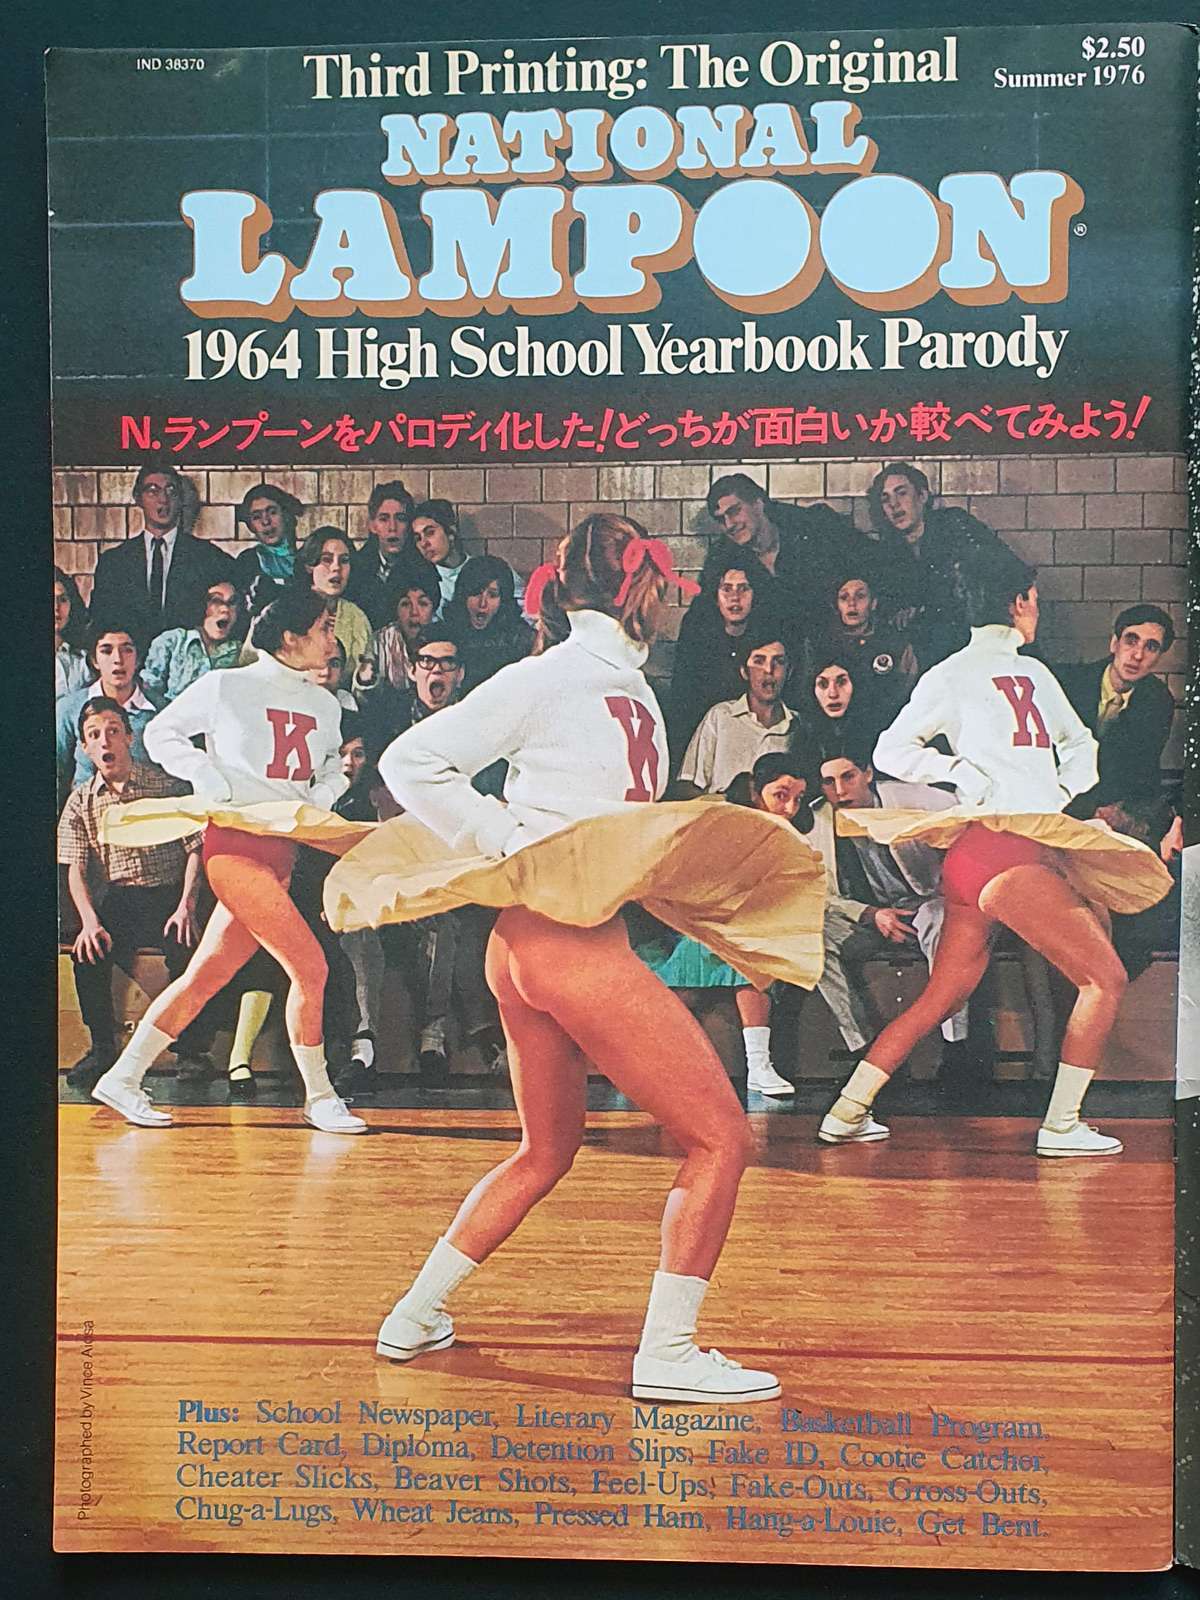 IND 38370
Third Printing: The Original
$2.50
Summer 1976
NATIONAL
LAMPOON®
1964 High School Yearbook Parody
N.ランプーンをパロディ化した!どっちが面白いか較べてみよう!
K
K
K
Photographed by Vince Aiosa
Plus: School Newspaper, Literary Magazine, Basketball Program,
Report Card, Diploma, Detention Slips, Fake ID, Cootie Catcher,
Cheater Slicks, Beaver Shots, Feel-Ups, Fake-Outs, Gross-Outs,
Chug-a-Lugs, Wheat Jeans, Pressed Ham, Hang-a-Louie, Get Bent.